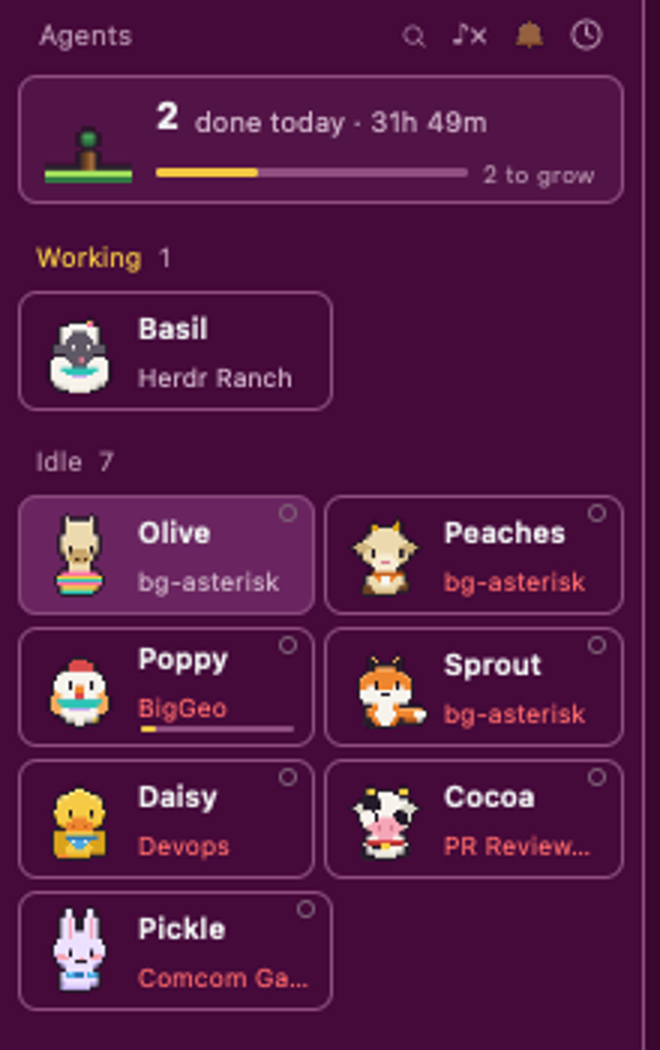 Agents
2 done today · 31h 49m
2 to grow
Working 1
Basil
Herdr Ranch
Idle 7
Olive
bg-asterisk
Peaches
bg-asterisk
Poppy
BigGeo
Sprout
bg-asterisk
Daisy
Devops
Cocoa
PR Review...
Pickle
Comcom Ga...